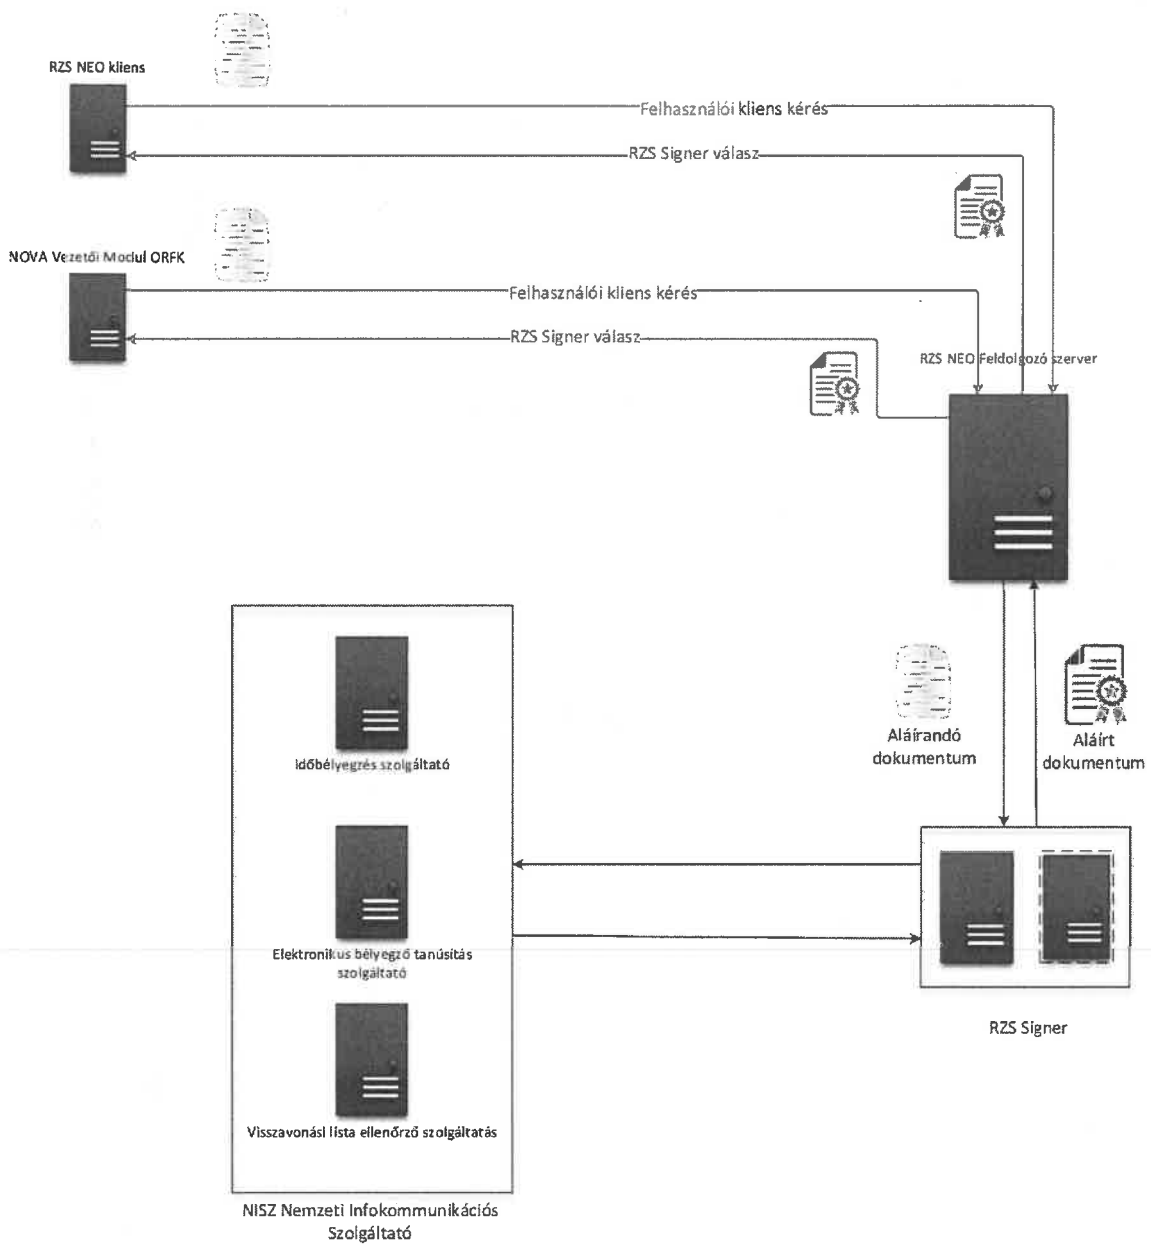 RZS NEO kliens
Felhasználói kliens kérés
RZS Signer válasz
NOVA Vezetői Modul ORFK
Felhasználói kliens kérés
RZS Signer válasz
RZS NEO Feldolgozó szerver
Aláírandó
dokumentum
Aláírt
dokumentum
Időbélyegzés szolgáltató
Elektronikus bélyegző tanúsítás
szolgáltató
Visszavonási lista ellenőrző szolgáltatás
RZS Signer
NISZ Nemzeti Infokommunikációs
Szolgáltató